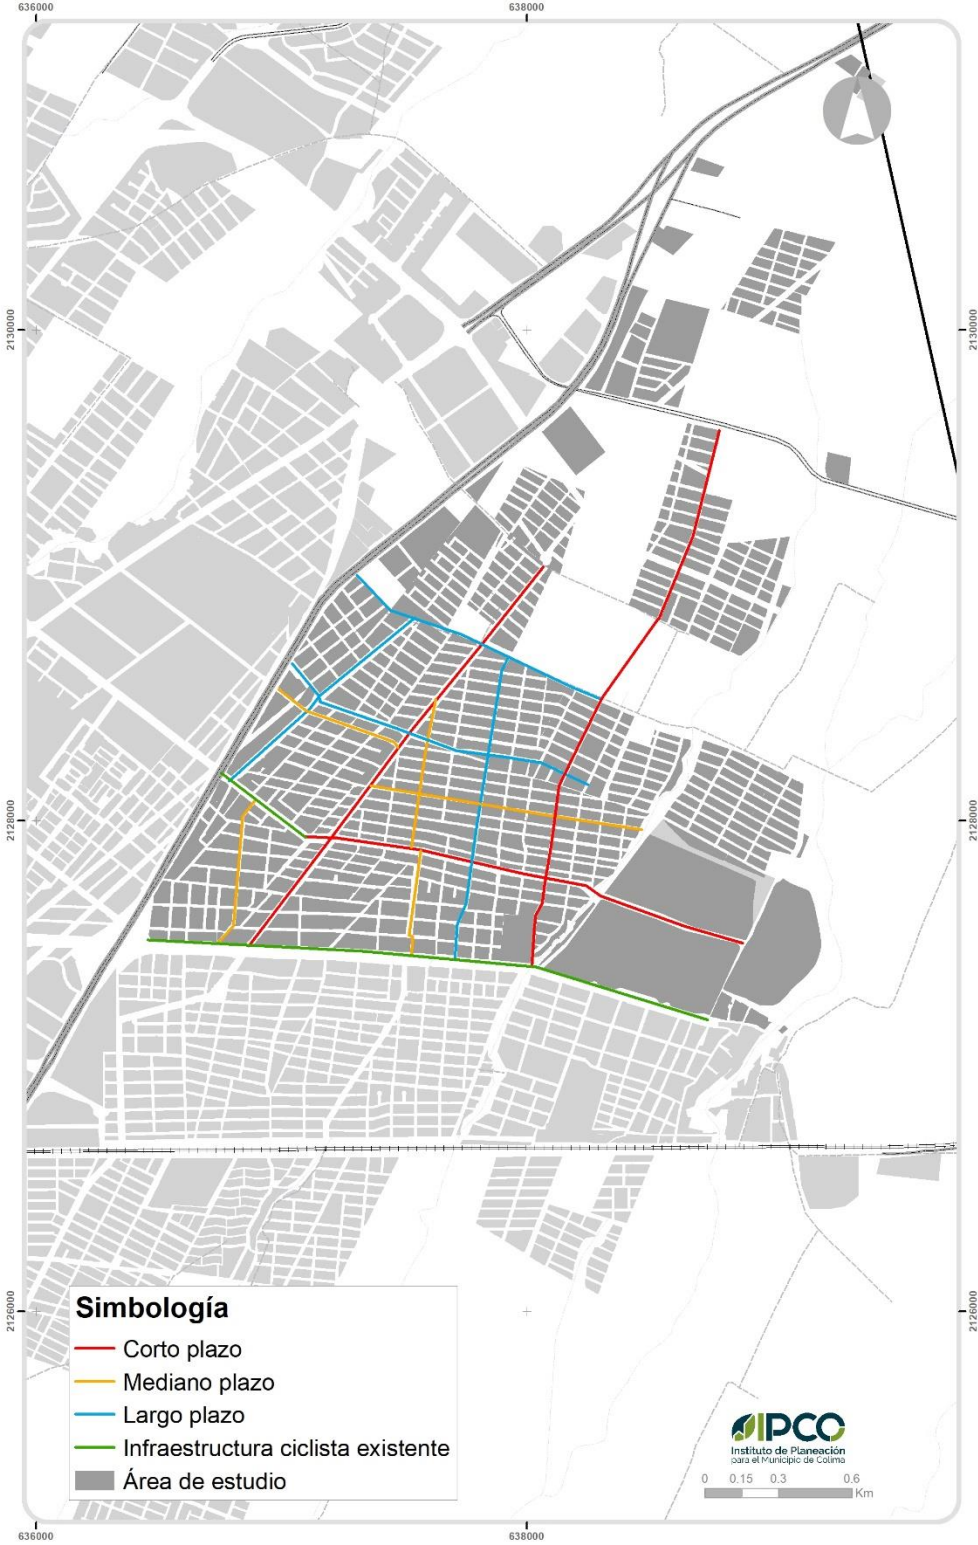 636000
638000
2130000
2130000
2128000
2128000
2126000
2126000
Simbología
Corto plazo
Mediano plazo
Largo plazo
Infraestructura ciclista existente
Área de estudio
IPCO
Instituto de Planeación
para el Municipio de Colima
0 0.15 0.3 0.6
Km
636000
638000